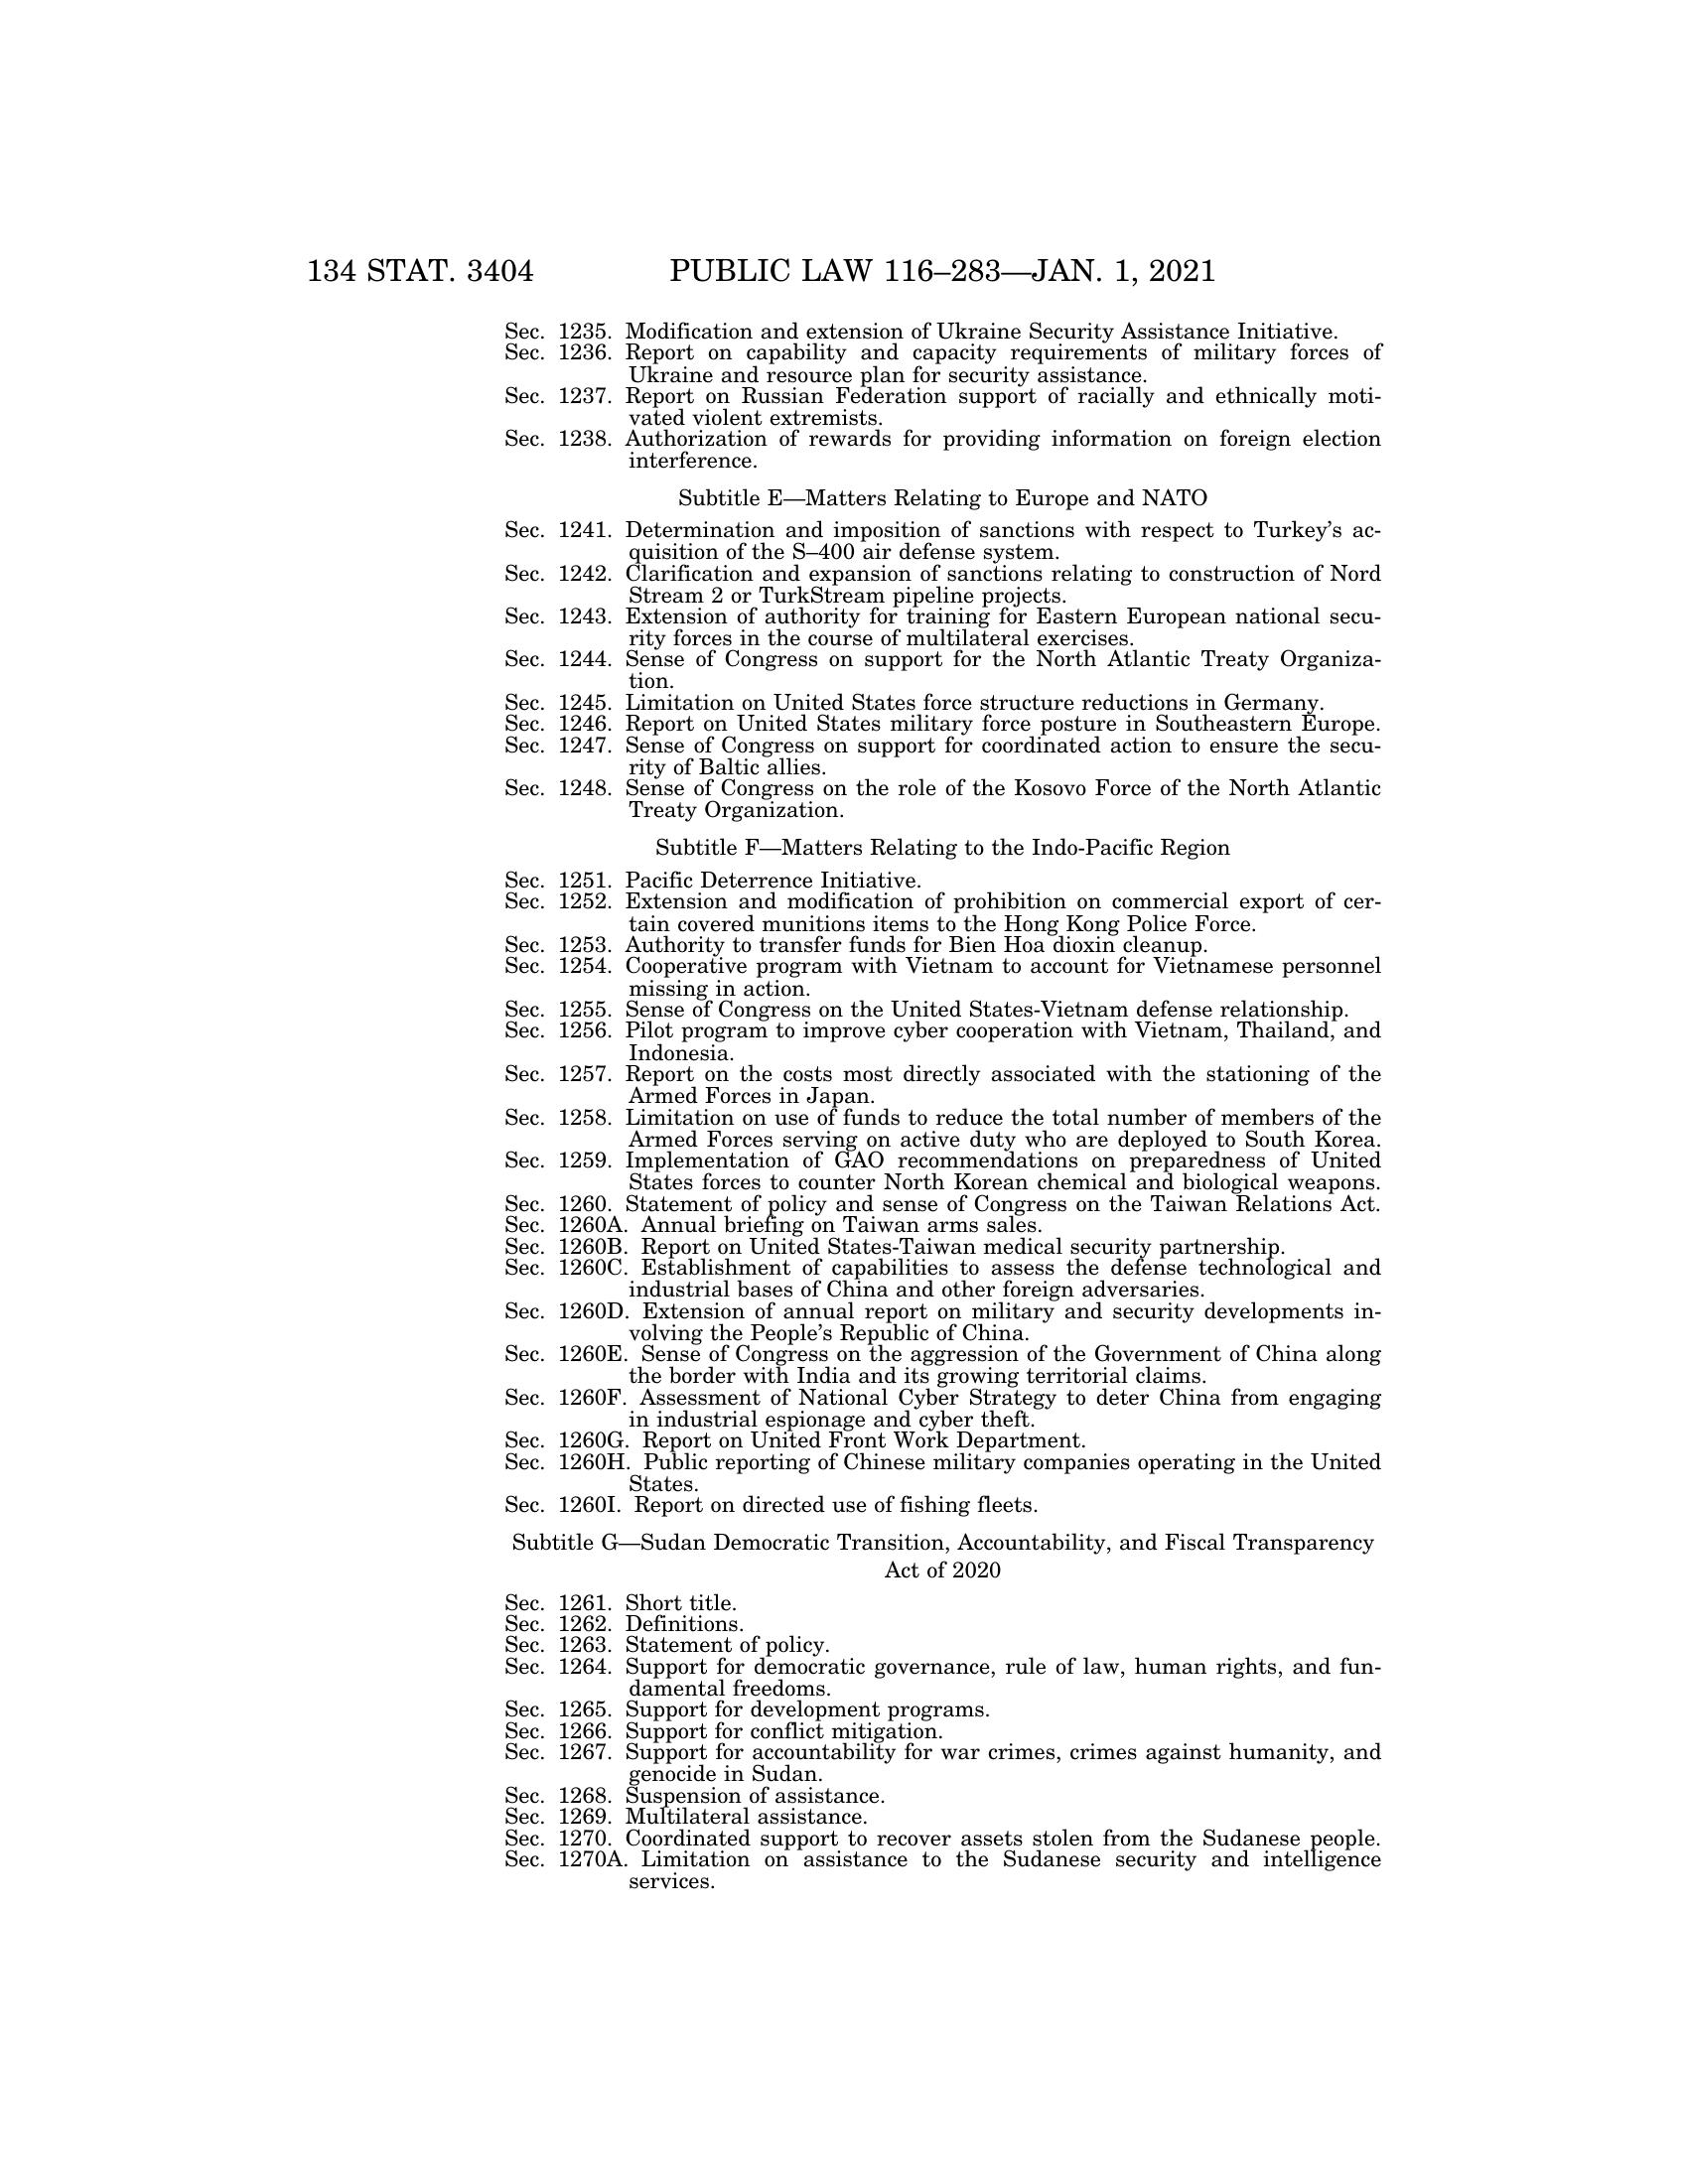 134 STAT. 3404 PUBLIC LAW 116–283—JAN. 1, 2021
Sec. 1235. Modification and extension of Ukraine Security Assistance Initiative.
Sec. 1236. Report on capability and capacity requirements of military forces of
Ukraine and resource plan for security assistance.
Sec. 1237. Report on Russian Federation support of racially and ethnically moti-
vated violent extremists.
Sec. 1238. Authorization of rewards for providing information on foreign election
interference.
Subtitle E—Matters Relating to Europe and NATO
Sec. 1241. Determination and imposition of sanctions with respect to Turkey’s ac-
quisition of the S–400 air defense system.
Sec. 1242. Clarification and expansion of sanctions relating to construction of Nord
Stream 2 or TurkStream pipeline projects.
Sec. 1243. Extension of authority for training for Eastern European national secu-
rity forces in the course of multilateral exercises.
Sec. 1244. Sense of Congress on support for the North Atlantic Treaty Organiza-
tion.
Sec. 1245. Limitation on United States force structure reductions in Germany.
Sec. 1246. Report on United States military force posture in Southeastern Europe.
Sec. 1247. Sense of Congress on support for coordinated action to ensure the secu-
rity of Baltic allies.
Sec. 1248. Sense of Congress on the role of the Kosovo Force of the North Atlantic
Treaty Organization.
Subtitle F—Matters Relating to the Indo-Pacific Region
Sec. 1251. Pacific Deterrence Initiative.
Sec. 1252. Extension and modification of prohibition on commercial export of cer-
tain covered munitions items to the Hong Kong Police Force.
Sec. 1253. Authority to transfer funds for Bien Hoa dioxin cleanup.
Sec. 1254. Cooperative program with Vietnam to account for Vietnamese personnel
missing in action.
Sec. 1255. Sense of Congress on the United States-Vietnam defense relationship.
Sec. 1256. Pilot program to improve cyber cooperation with Vietnam, Thailand, and
Indonesia.
Sec. 1257. Report on the costs most directly associated with the stationing of the
Armed Forces in Japan.
Sec. 1258. Limitation on use of funds to reduce the total number of members of the
Armed Forces serving on active duty who are deployed to South Korea.
Sec. 1259. Implementation of GAO recommendations on preparedness of United
States forces to counter North Korean chemical and biological weapons.
Sec. 1260. Statement of policy and sense of Congress on the Taiwan Relations Act.
Sec. 1260A. Annual briefing on Taiwan arms sales.
Sec. 1260B. Report on United States-Taiwan medical security partnership.
Sec. 1260C. Establishment of capabilities to assess the defense technological and
industrial bases of China and other foreign adversaries.
Sec. 1260D. Extension of annual report on military and security developments in-
volving the People’s Republic of China.
Sec. 1260E. Sense of Congress on the aggression of the Government of China along
the border with India and its growing territorial claims.
Sec. 1260F. Assessment of National Cyber Strategy to deter China from engaging
in industrial espionage and cyber theft.
Sec. 1260G. Report on United Front Work Department.
Sec. 1260H. Public reporting of Chinese military companies operating in the United
States.
Sec. 1260I. Report on directed use of fishing fleets.
Subtitle G—Sudan Democratic Transition, Accountability, and Fiscal Transparency
Act of 2020
Sec. 1261. Short title.
Sec. 1262. Definitions.
Sec. 1263. Statement of policy.
Sec. 1264. Support for democratic governance, rule of law, human rights, and fun-
damental freedoms.
Sec. 1265. Support for development programs.
Sec. 1266. Support for conflict mitigation.
Sec. 1267. Support for accountability for war crimes, crimes against humanity, and
genocide in Sudan.
Sec. 1268. Suspension of assistance.
Sec. 1269. Multilateral assistance.
Sec. 1270. Coordinated support to recover assets stolen from the Sudanese people.
Sec. 1270A. Limitation on assistance to the Sudanese security and intelligence
services.